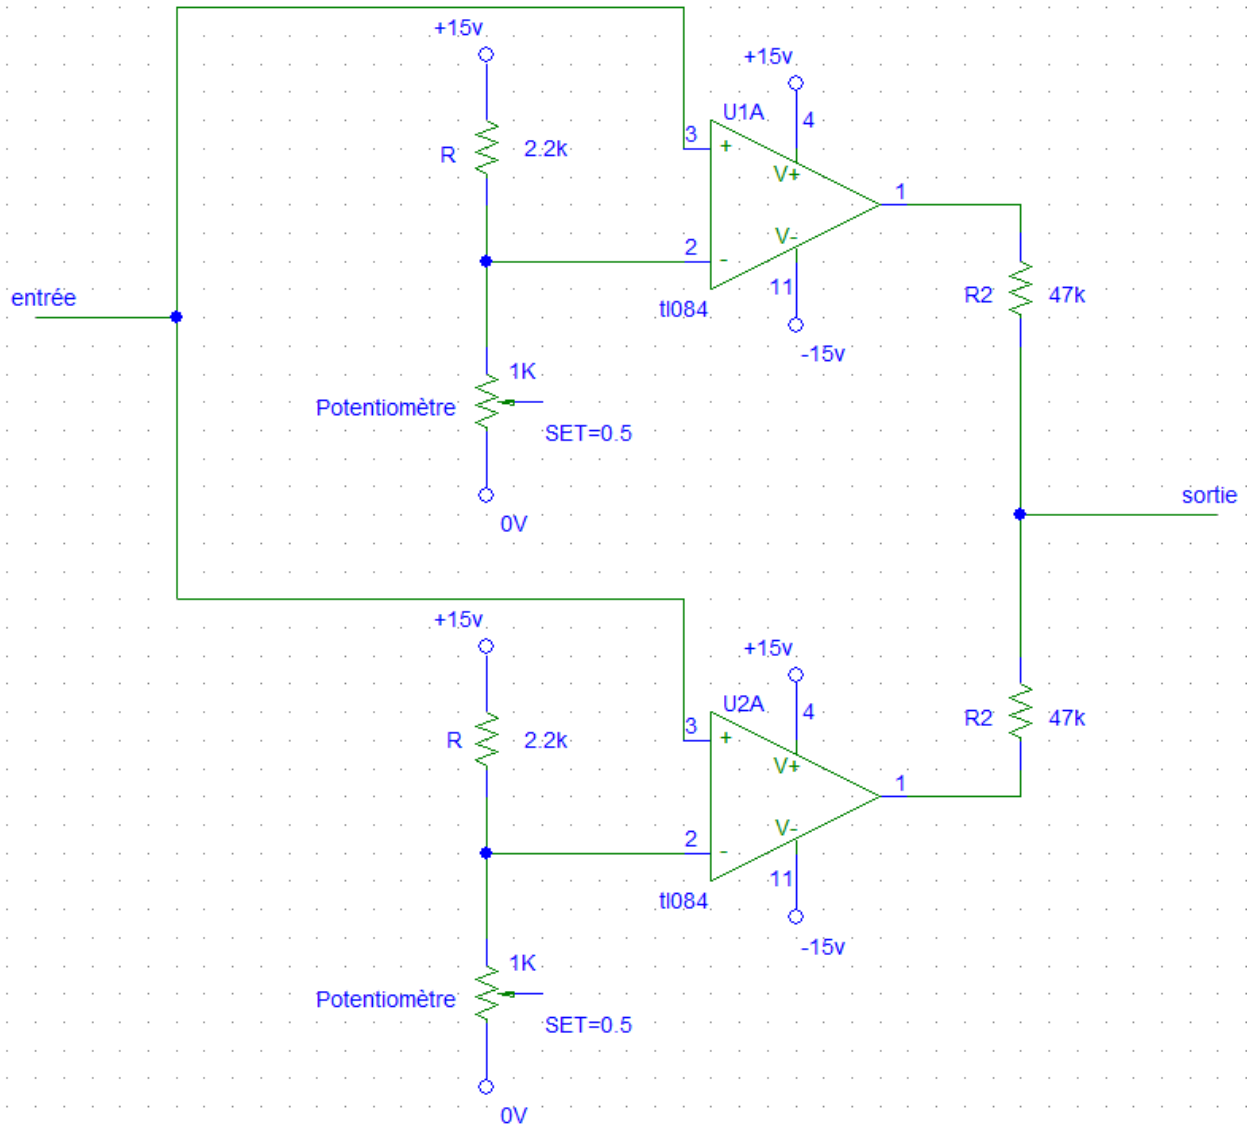 +15v
+15v
U1A
4
3
+
R
2.2k
V+
1
V-
2
-
11
entrée
tl084
R2
47k
-15v
1K
Potentiomètre
SET=0.5
sortie
0V
+15v
+15v
U2A
4
3
+
R
2.2k
R2
47k
V+
1
V-
2
-
11
tl084
-15v
1K
Potentiomètre
SET=0.5
0V